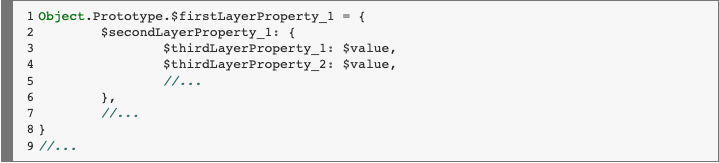 1 Object.Prototype.$firstLayerProperty_1 = {
2         $secondLayerProperty_1: {
3                 $thirdLayerProperty_1: $value,
4                 $thirdLayerProperty_2: $value,
5                 //...
6         },
7         //...
8 }
9 //...